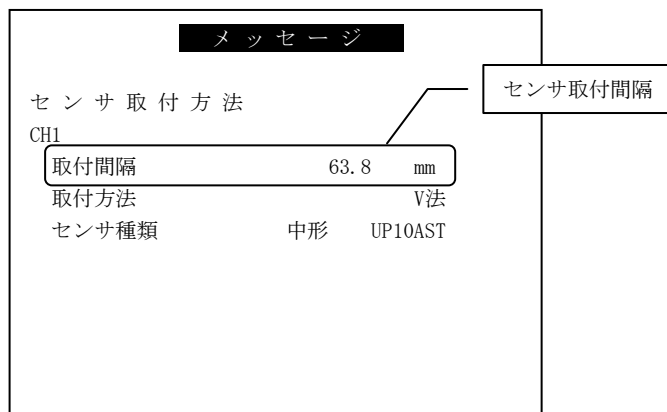 メッセージ
センサ取付間隔
センサ取付方法
CH1
取付間隔 63.8 mm
取付方法 V法
センサ種類 中形 UP10AST